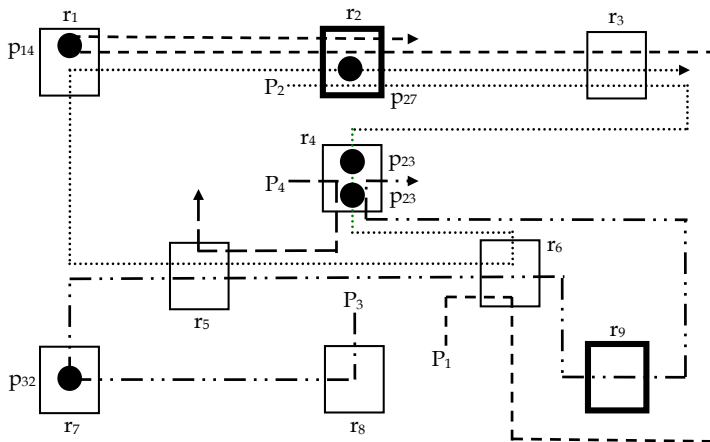 r₁ r₂ r₃
p₁₄
P₂ p₂₇
r₄ p₂₃
P₄ p₂₃
r₆
r₅ P₃
P₁ r₉
p₃₂
r₇ r₈